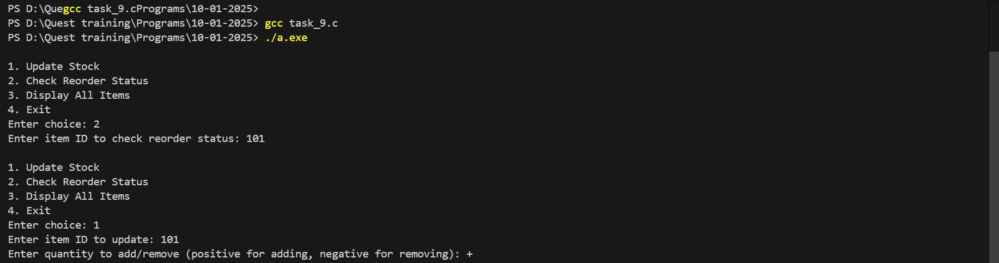 PS D:\Quegcc task_9.cPrograms\10-01-2025>
PS D:\Quest training\Programs\10-01-2025> gcc task_9.c
PS D:\Quest training\Programs\10-01-2025> ./a.exe
1. Update Stock
2. Check Reorder Status
3. Display All Items
4. Exit
Enter choice: 2
Enter item ID to check reorder status: 101
1. Update Stock
2. Check Reorder Status
3. Display All Items
4. Exit
Enter choice: 1
Enter item ID to update: 101
Enter quantity to add/remove (positive for adding, negative for removing): +